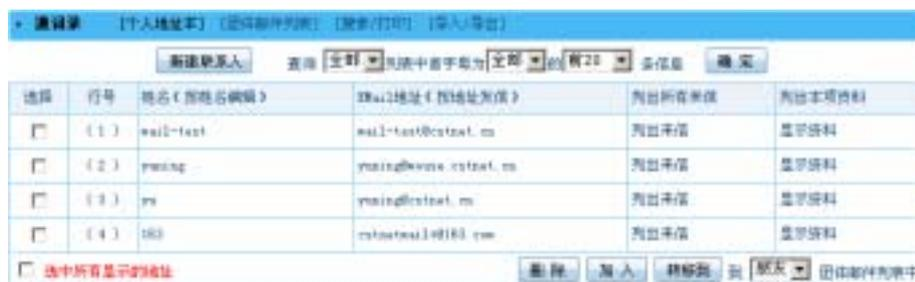 · 通讯录 [个人地址本] [团体邮件列表] [搜索/打印] [导入/导出]
新建联系人 查询 全部 列表中首字母为 全部 的 前20 条信息 确 定
选择 行号 姓名(按姓名编辑) EMail地址(按地址发信) 列出所有来信 列出本项资料
(1) mail-test mail-test@cstnet.cn 列出来信 显示资料
(2) yuning 列出来信 显示资料
(3) yu yuning@cstnet.cn 列出来信 显示资料
(4) 163 列出来信 显示资料
选中所有显示的地址 删 除 加 入 转移到 到 朋友 团体邮件列表中